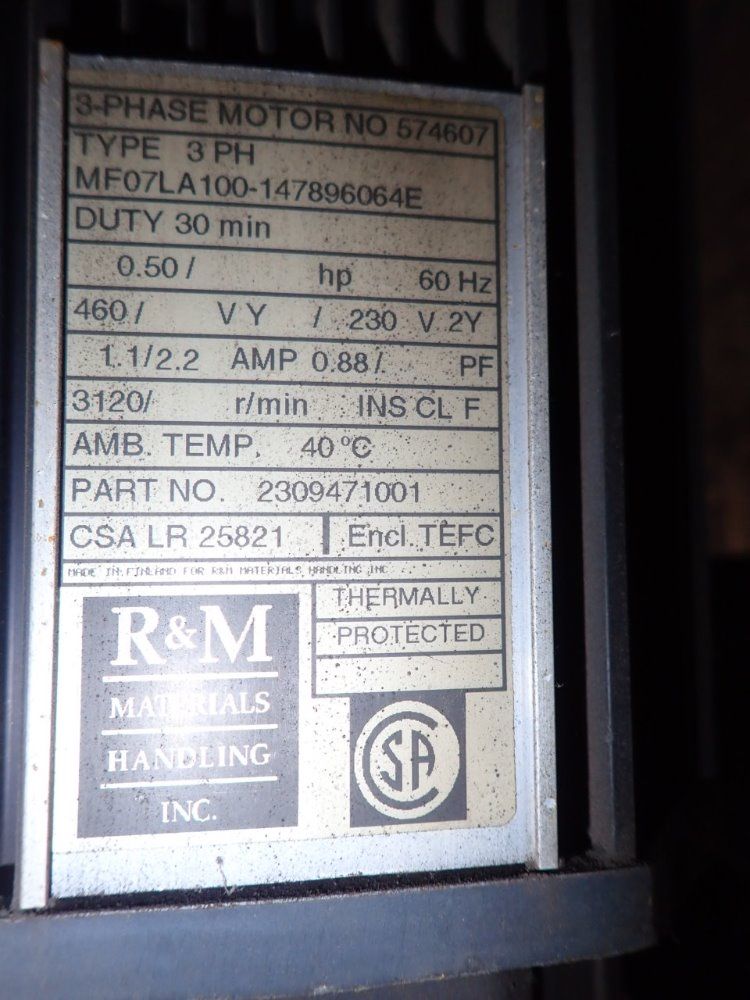 3-PHASE MOTOR NO 574607
TYPE 3 PH
MF07LA100-147896064E
DUTY 30 min
0.50 / hp 60 Hz
460 / V Y / 230 V 2Y
1.1/2.2 AMP 0.88/. PF
3120/ r/min INS CL F
AMB. TEMP. 40 °C
PART NO. 2309471001
CSA LR 25821 Encl. TEFC
MADE IN FINLAND FOR R&M MATERIALS HANDLING INC
THERMALLY
PROTECTED
R&M
MATERIALS
HANDLING
INC.
CSA